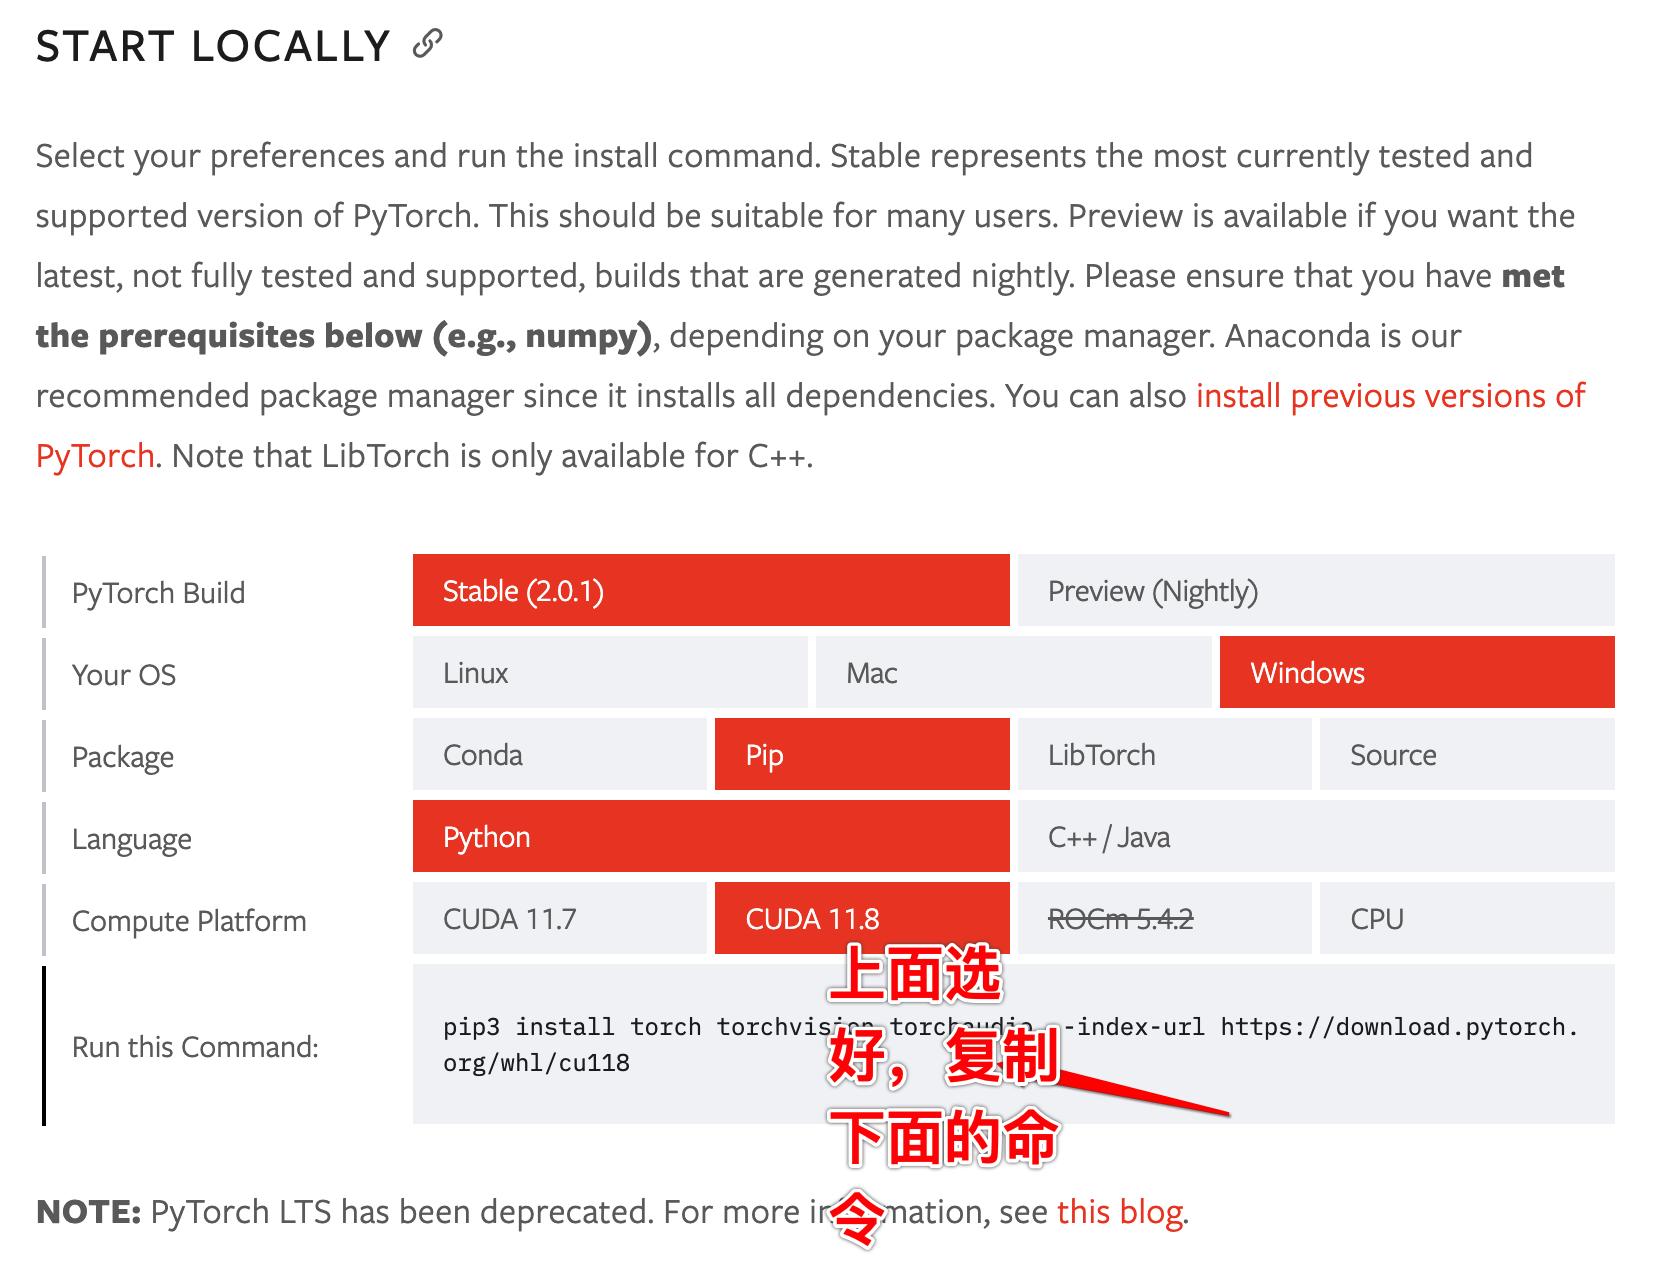 START LOCALLY
Select your preferences and run the install command. Stable represents the most currently tested and
supported version of PyTorch. This should be suitable for many users. Preview is available if you want the
latest, not fully tested and supported, builds that are generated nightly. Please ensure that you have met
the prerequisites below (e.g., numpy), depending on your package manager. Anaconda is our
recommended package manager since it installs all dependencies. You can also install previous versions of
PyTorch. Note that LibTorch is only available for C++.
PyTorch Build Stable (2.0.1) Preview (Nightly)
Your OS Linux Mac Windows
Package Conda Pip LibTorch Source
Language Python C++ / Java
Compute Platform CUDA 11.7 CUDA 11.8 ROCm 5.4.2 CPU
Run this Command:
pip3 install torch torchvision torchaudio --index-url https://download.pytorch.
org/whl/cu118
上面选
好，复制
下面的命
令
NOTE: PyTorch LTS has been deprecated. For more information, see this blog.